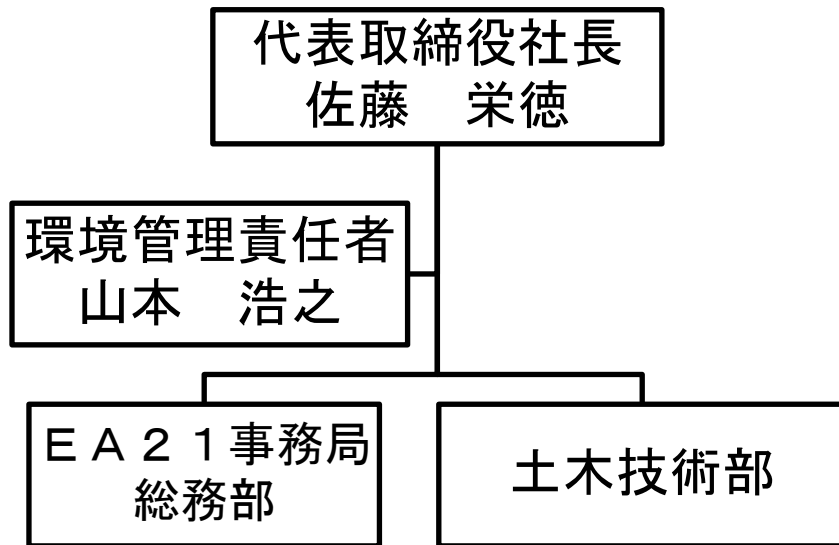 代表取締役社長
佐藤　栄徳
環境管理責任者
山本　浩之
ＥＡ２１事務局
総務部
土木技術部